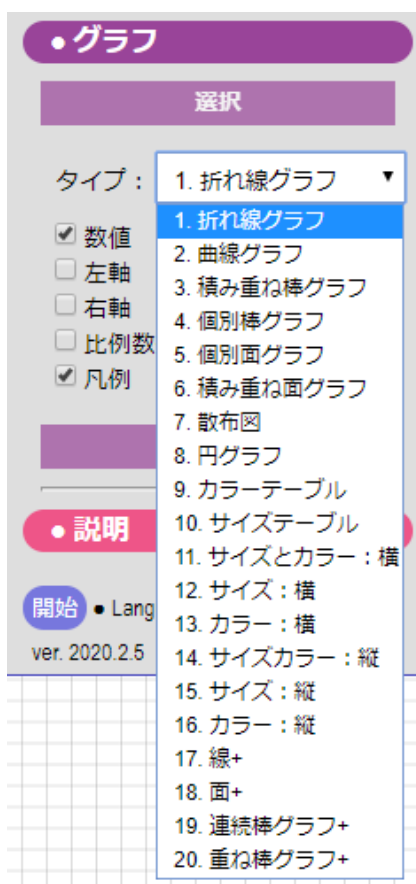 ●グラフ
選択
タイプ： 1. 折れ線グラフ
1. 折れ線グラフ
数値
2. 曲線グラフ
左軸
3. 積み重ね棒グラフ
右軸
4. 個別棒グラフ
比例数
5. 個別面グラフ
凡例
6. 積み重ね面グラフ
7. 散布図
8. 円グラフ
9. カラーテーブル
10. サイズテーブル
●説明
11. サイズとカラー：横
12. サイズ：横
開始 ● Lang
13. カラー：横
ver. 2020.2.5
14. サイズカラー：縦
15. サイズ：縦
16. カラー：縦
17. 線+
18. 面+
19. 連続棒グラフ+
20. 重ね棒グラフ+